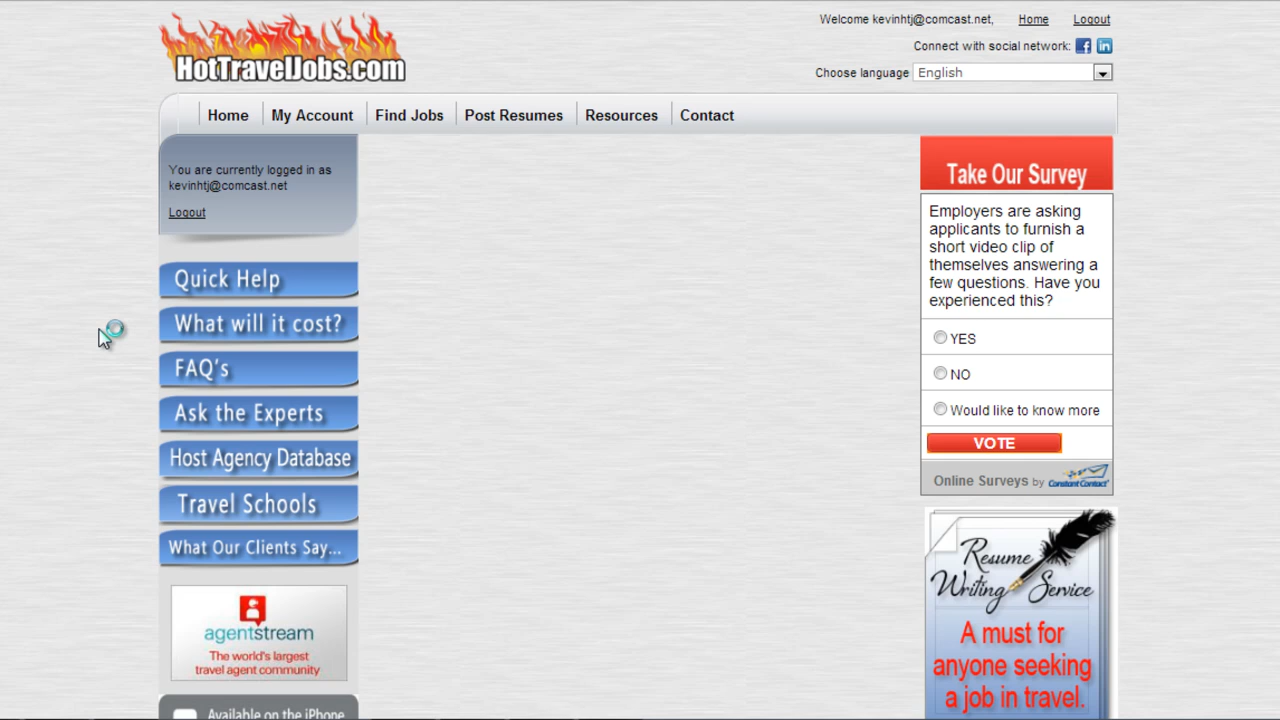 HotTravelJobs.com
Welcome kevinhtj@comcast.net, Home Logout
Connect with social network:
Choose language English
Home My Account Find Jobs Post Resumes Resources Contact
You are currently logged in as
kevinhtj@comcast.net
Logout
Quick Help
What will it cost?
FAQ's
Ask the Experts
Host Agency Database
Travel Schools
What Our Clients Say...
agentstream
The world's largest
travel agent community
Available on the iPhone
Take Our Survey
Employers are asking
applicants to furnish a
short video clip of
themselves answering a
few questions. Have you
experienced this?
YES
NO
Would like to know more
VOTE
Online Surveys by Constant Contact
Resume
Writing Service
A must for
anyone seeking
a job in travel.